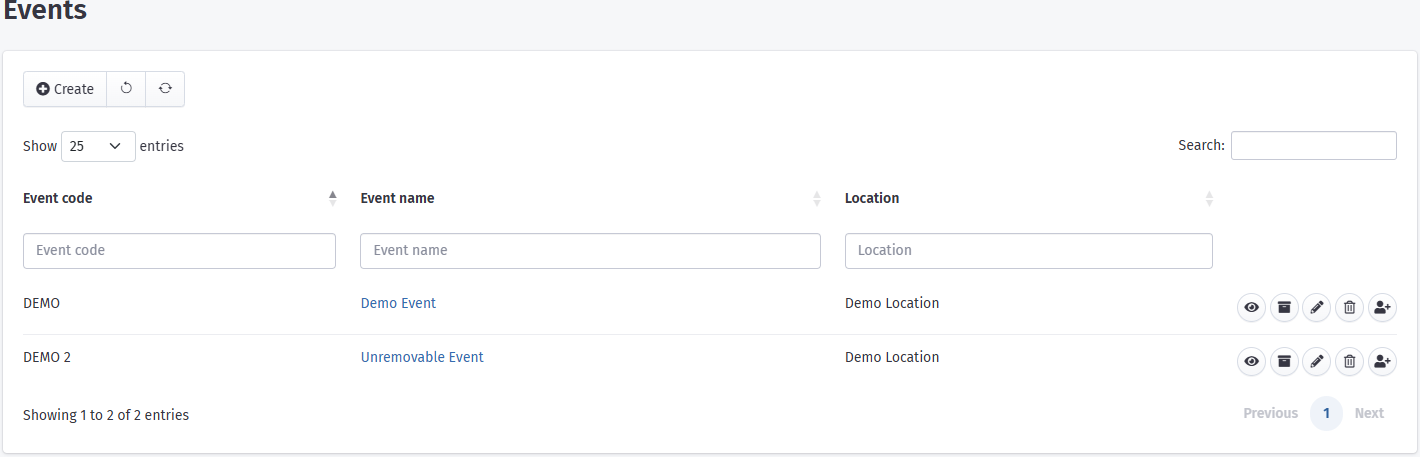 Events
Create
Show 25 entries
Search:
Event code Event name Location
Event code Event name Location
DEMO Demo Event Demo Location
DEMO 2 Unremovable Event Demo Location
Showing 1 to 2 of 2 entries
Previous 1 Next